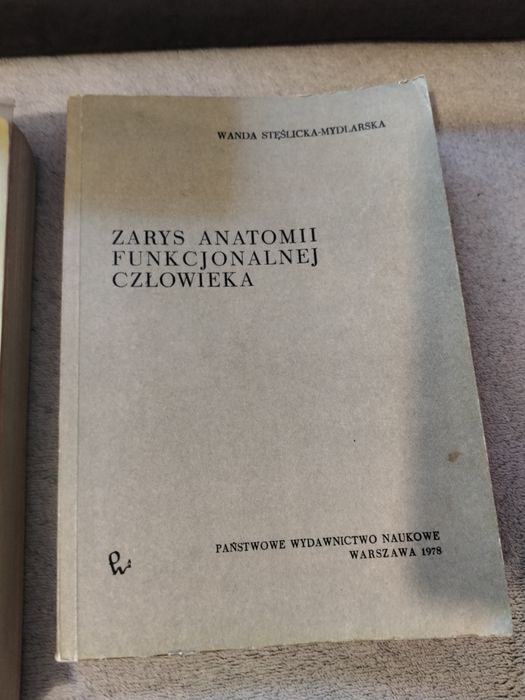 WANDA STĘŚLICKA-MYDLARSKA
ZARYS ANATOMII
FUNKCJONALNEJ
CZŁOWIEKA
PAŃSTWOWE WYDAWNICTWO NAUKOWE
WARSZAWA 1978